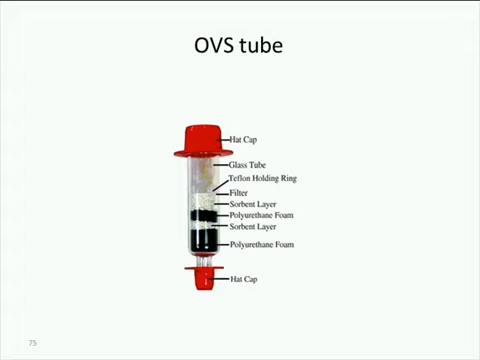 OVS tube
Hat Cap
Glass Tube
Teflon Holding Ring
Filter
Sorbent Layer
Polyurethane Foam
Sorbent Layer
Polyurethane Foam
Hat Cap
75